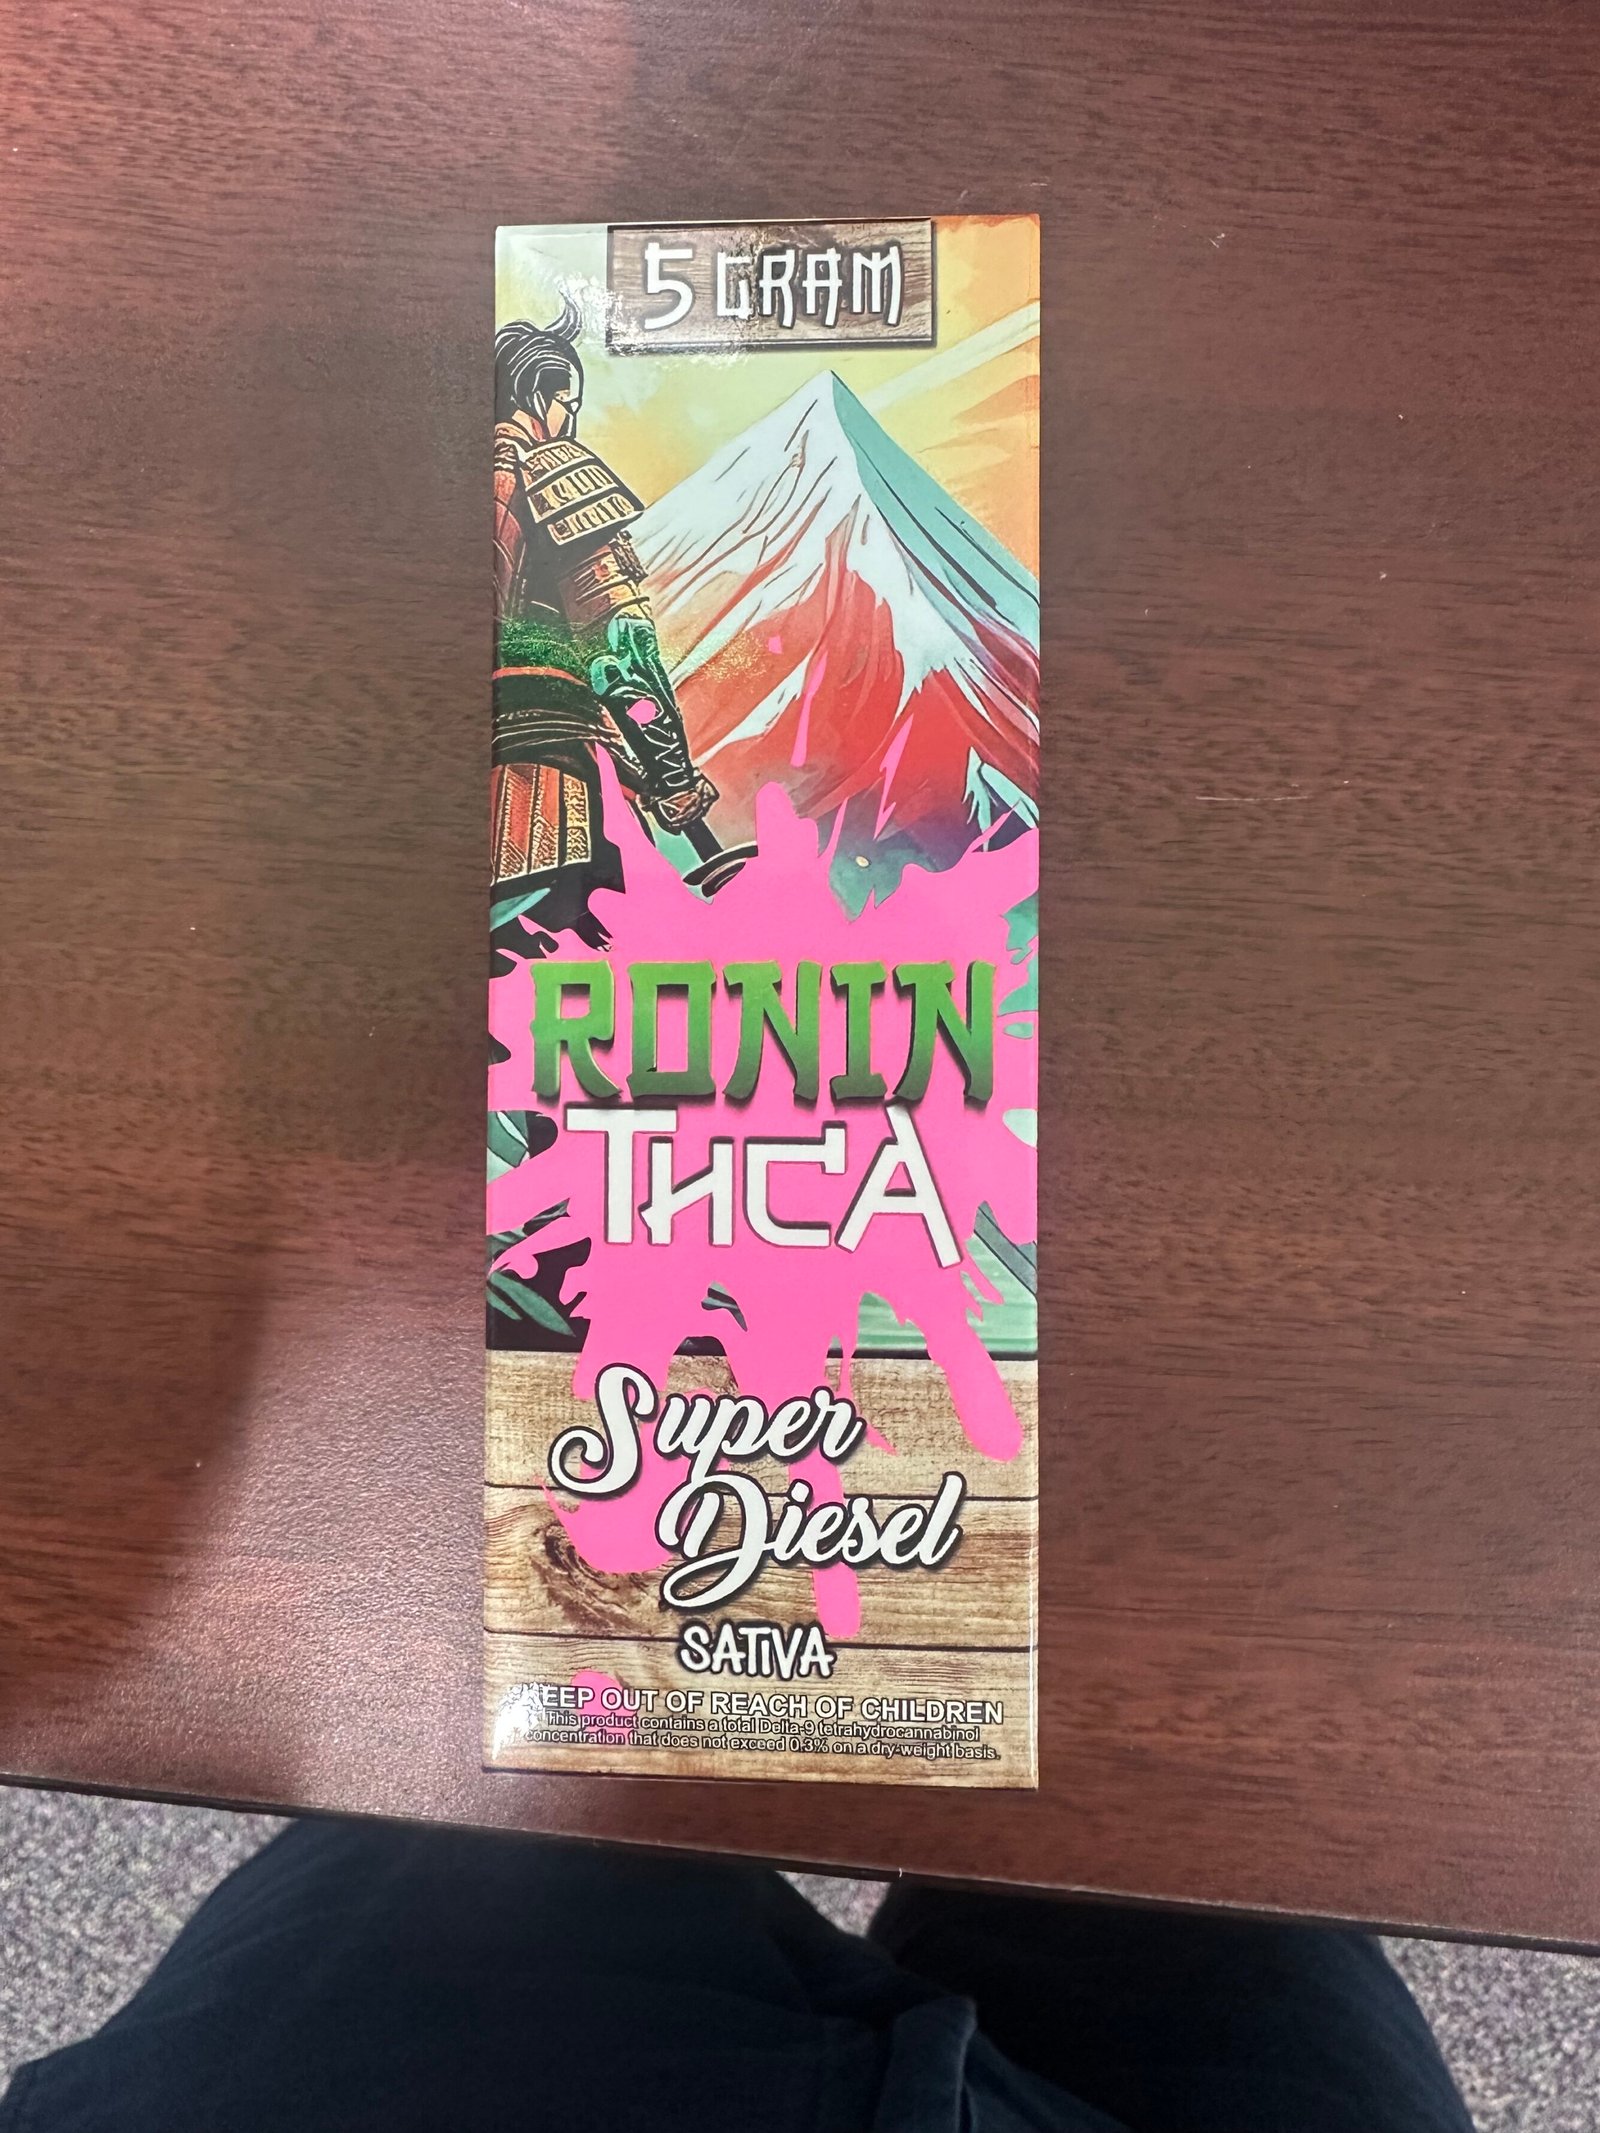 5 GRAM
RONIN
THCA
Super
Diesel
SATIVA
KEEP OUT OF REACH OF CHILDREN
This product contains a total Delta-9 tetrahydrocannabinol
concentration that does not exceed 0.3% on a dry-weight basis.